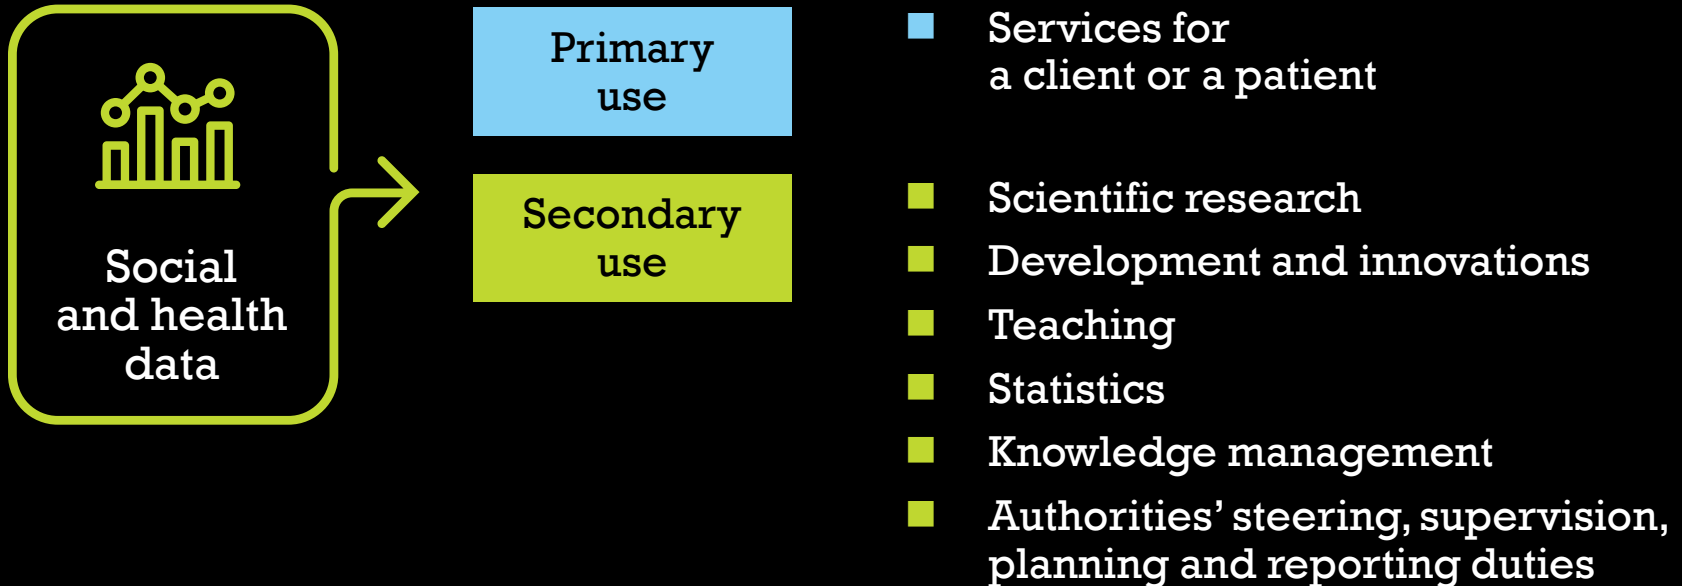 Social
and health
data
Primary
use
Secondary
use
Services for
a client or a patient
Scientific research
Development and innovations
Teaching
Statistics
Knowledge management
Authorities’ steering, supervision,
planning and reporting duties